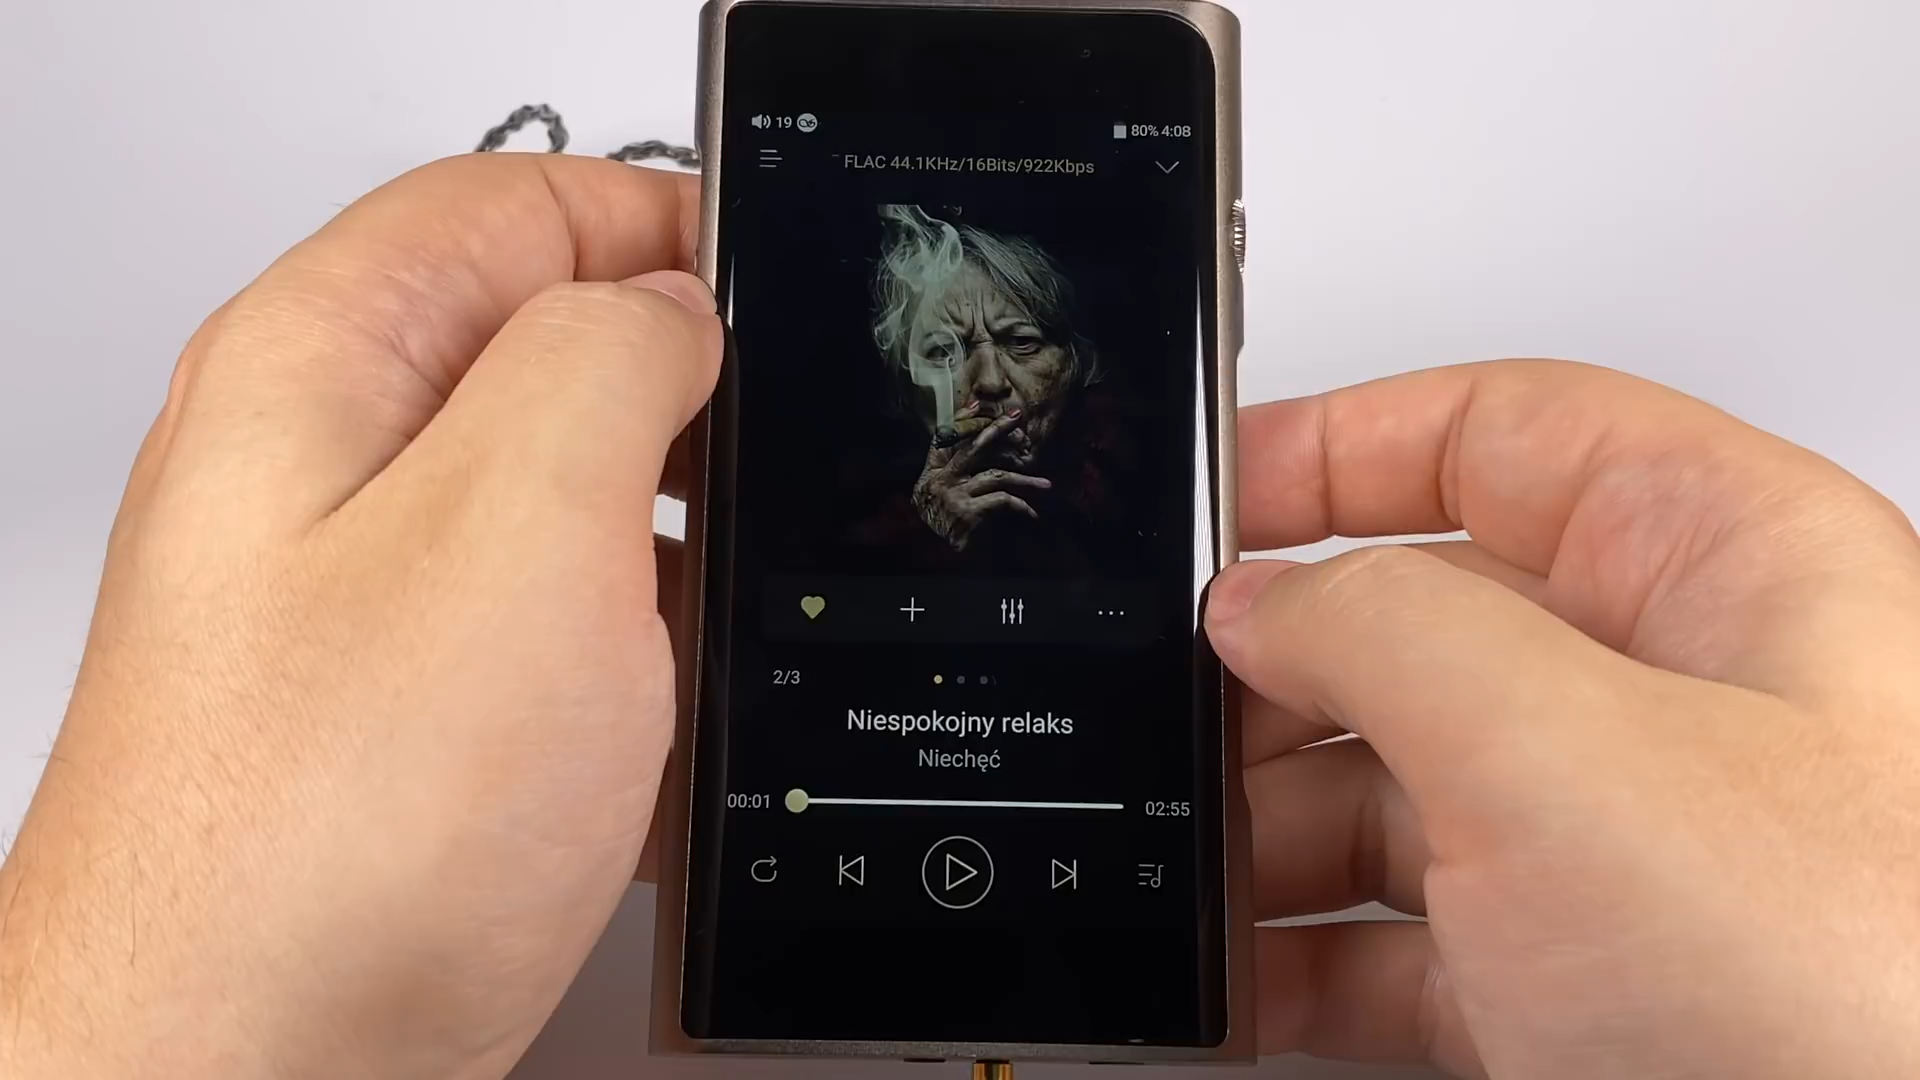 19
80% 4:08
FLAC 44.1KHz/16Bits/922Kbps
2/3
Niespokojny relaks
Niechęć
00:01
02:55